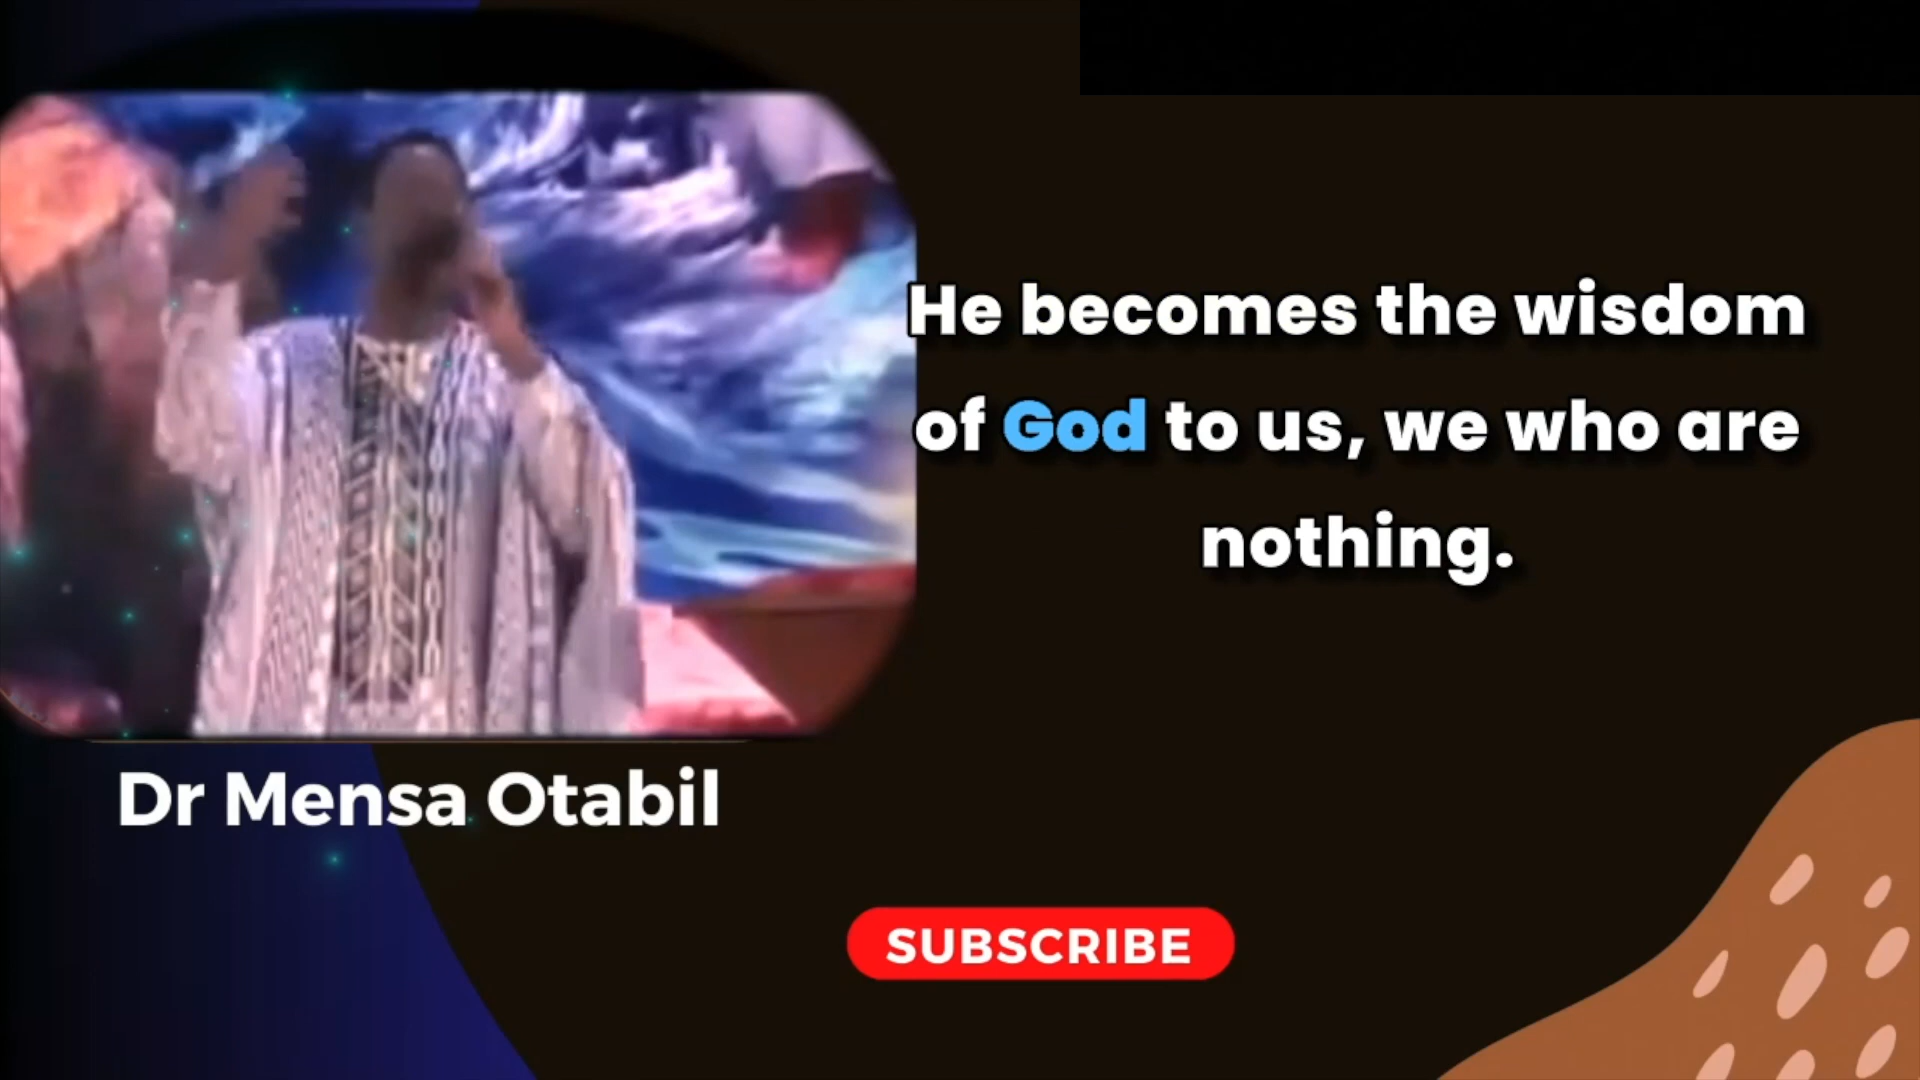 He becomes the wisdom
of God to us, we who are
nothing.
Dr Mensa Otabil
SUBSCRIBE